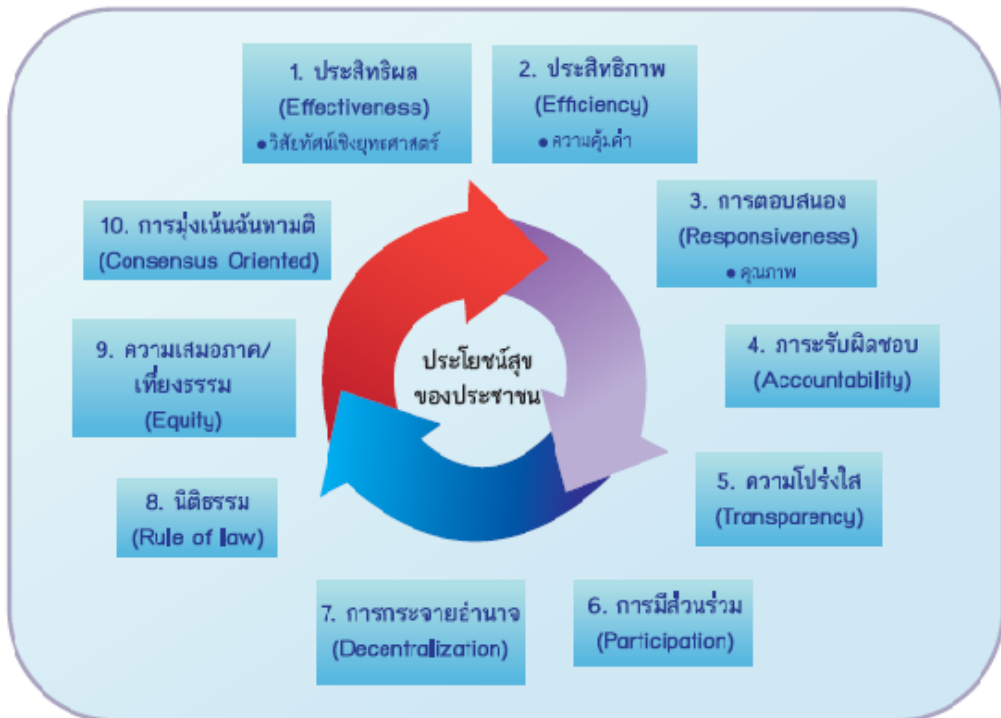 1. ประสิทธิผล
(Effectiveness)
• วิสัยทัศน์เชิงยุทธศาสตร์
2. ประสิทธิภาพ
(Efficiency)
• ความคุ้มค่า
3. การตอบสนอง
(Responsiveness)
• คุณภาพ
4. ภาระรับผิดชอบ
(Accountability)
5. ความโปร่งใส
(Transparency)
6. การมีส่วนร่วม
(Participation)
7. การกระจายอำนาจ
(Decentralization)
8. นิติธรรม
(Rule of law)
9. ความเสมอภาค/
เที่ยงธรรม
(Equity)
10. การมุ่งเน้นฉันทามติ
(Consensus Oriented)
ประโยชน์สุข
ของประชาชน